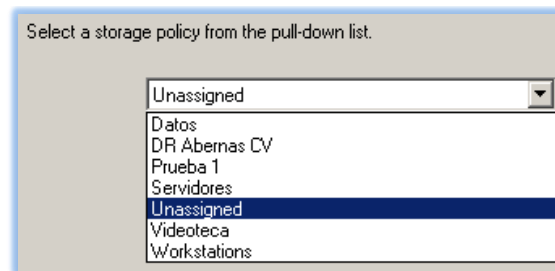 Select a storage policy from the pull-down list.
Unassigned
Datos
DR Abernas CV
Prueba 1
Servidores
Unassigned
Videoteca
Workstations